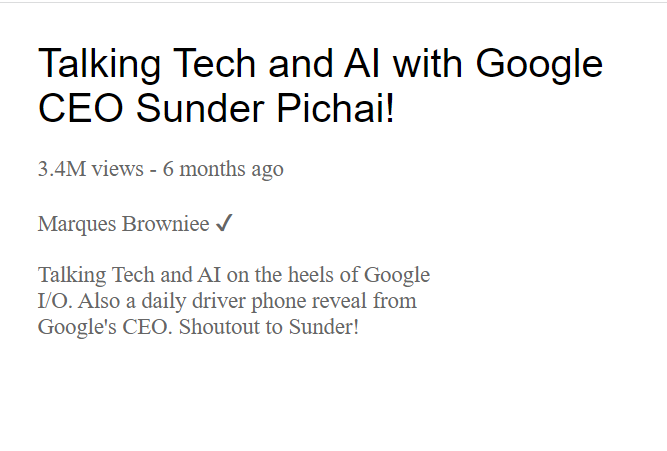 Talking Tech and AI with Google
CEO Sunder Pichai!
3.4M views - 6 months ago
Marques Browniee ✓
Talking Tech and AI on the heels of Google
I/O. Also a daily driver phone reveal from
Google's CEO. Shoutout to Sunder!